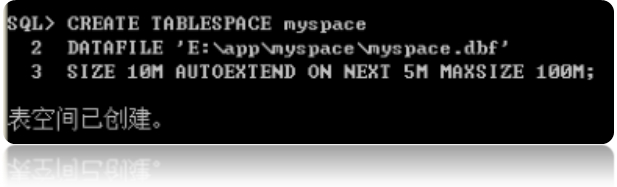 SQL> CREATE TABLESPACE myspace
2 DATAFILE 'E:\app\myspace\myspace.dbf'
3 SIZE 10M AUTOEXTEND ON NEXT 5M MAXSIZE 100M;
表空间已创建。